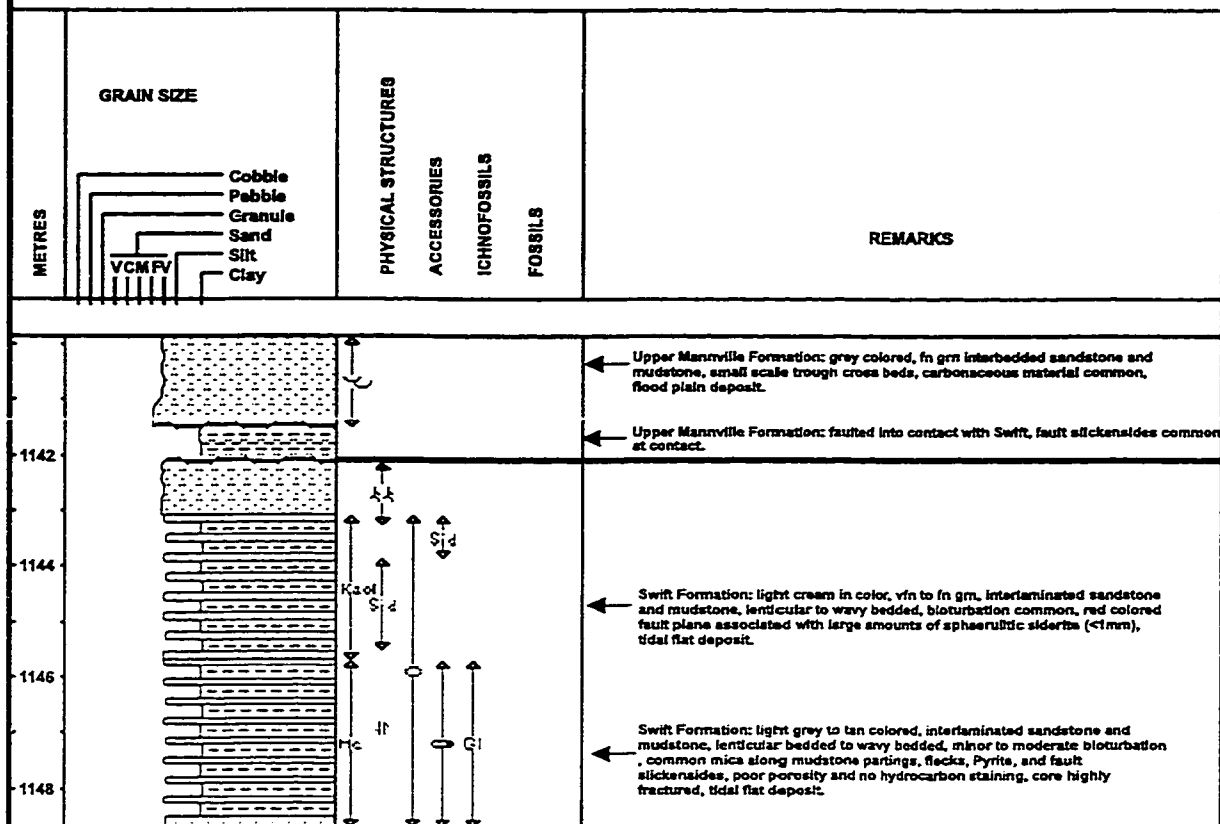 GRAIN SIZE
Cobble
Pebble
Granule
Sand
Silt
Clay
VCMFV
METRES
PHYSICAL STRUCTURES
ACCESSORIES
ICHNOFOSSILS
FOSSILS
REMARKS
Upper Mannville Formation: grey colored, fn grn interbedded sandstone and
mudstone, small scale trough cross beds, carbonaceous material common,
flood plain deposit.
Upper Mannville Formation: faulted into contact with Swift, fault slickensides common
at contact.
1142
Sid
1144
Kaol
Sid
Swift Formation: light cream in color, vfn to fn grn, interlaminated sandstone
and mudstone, lenticular to wavy bedded, bioturbation common, red colored
fault plane associated with large amounts of sphaerulitic siderite (<1mm),
tidal flat deposit.
1146
Gl
Swift Formation: light grey to tan colored, interlaminated sandstone and
mudstone, lenticular bedded to wavy bedded, minor to moderate bioturbation
, common mica along mudstone partings, flecks, Pyrite, and fault
slickensides, poor porosity and no hydrocarbon staining, core highly
fractured, tidal flat deposit.
1148